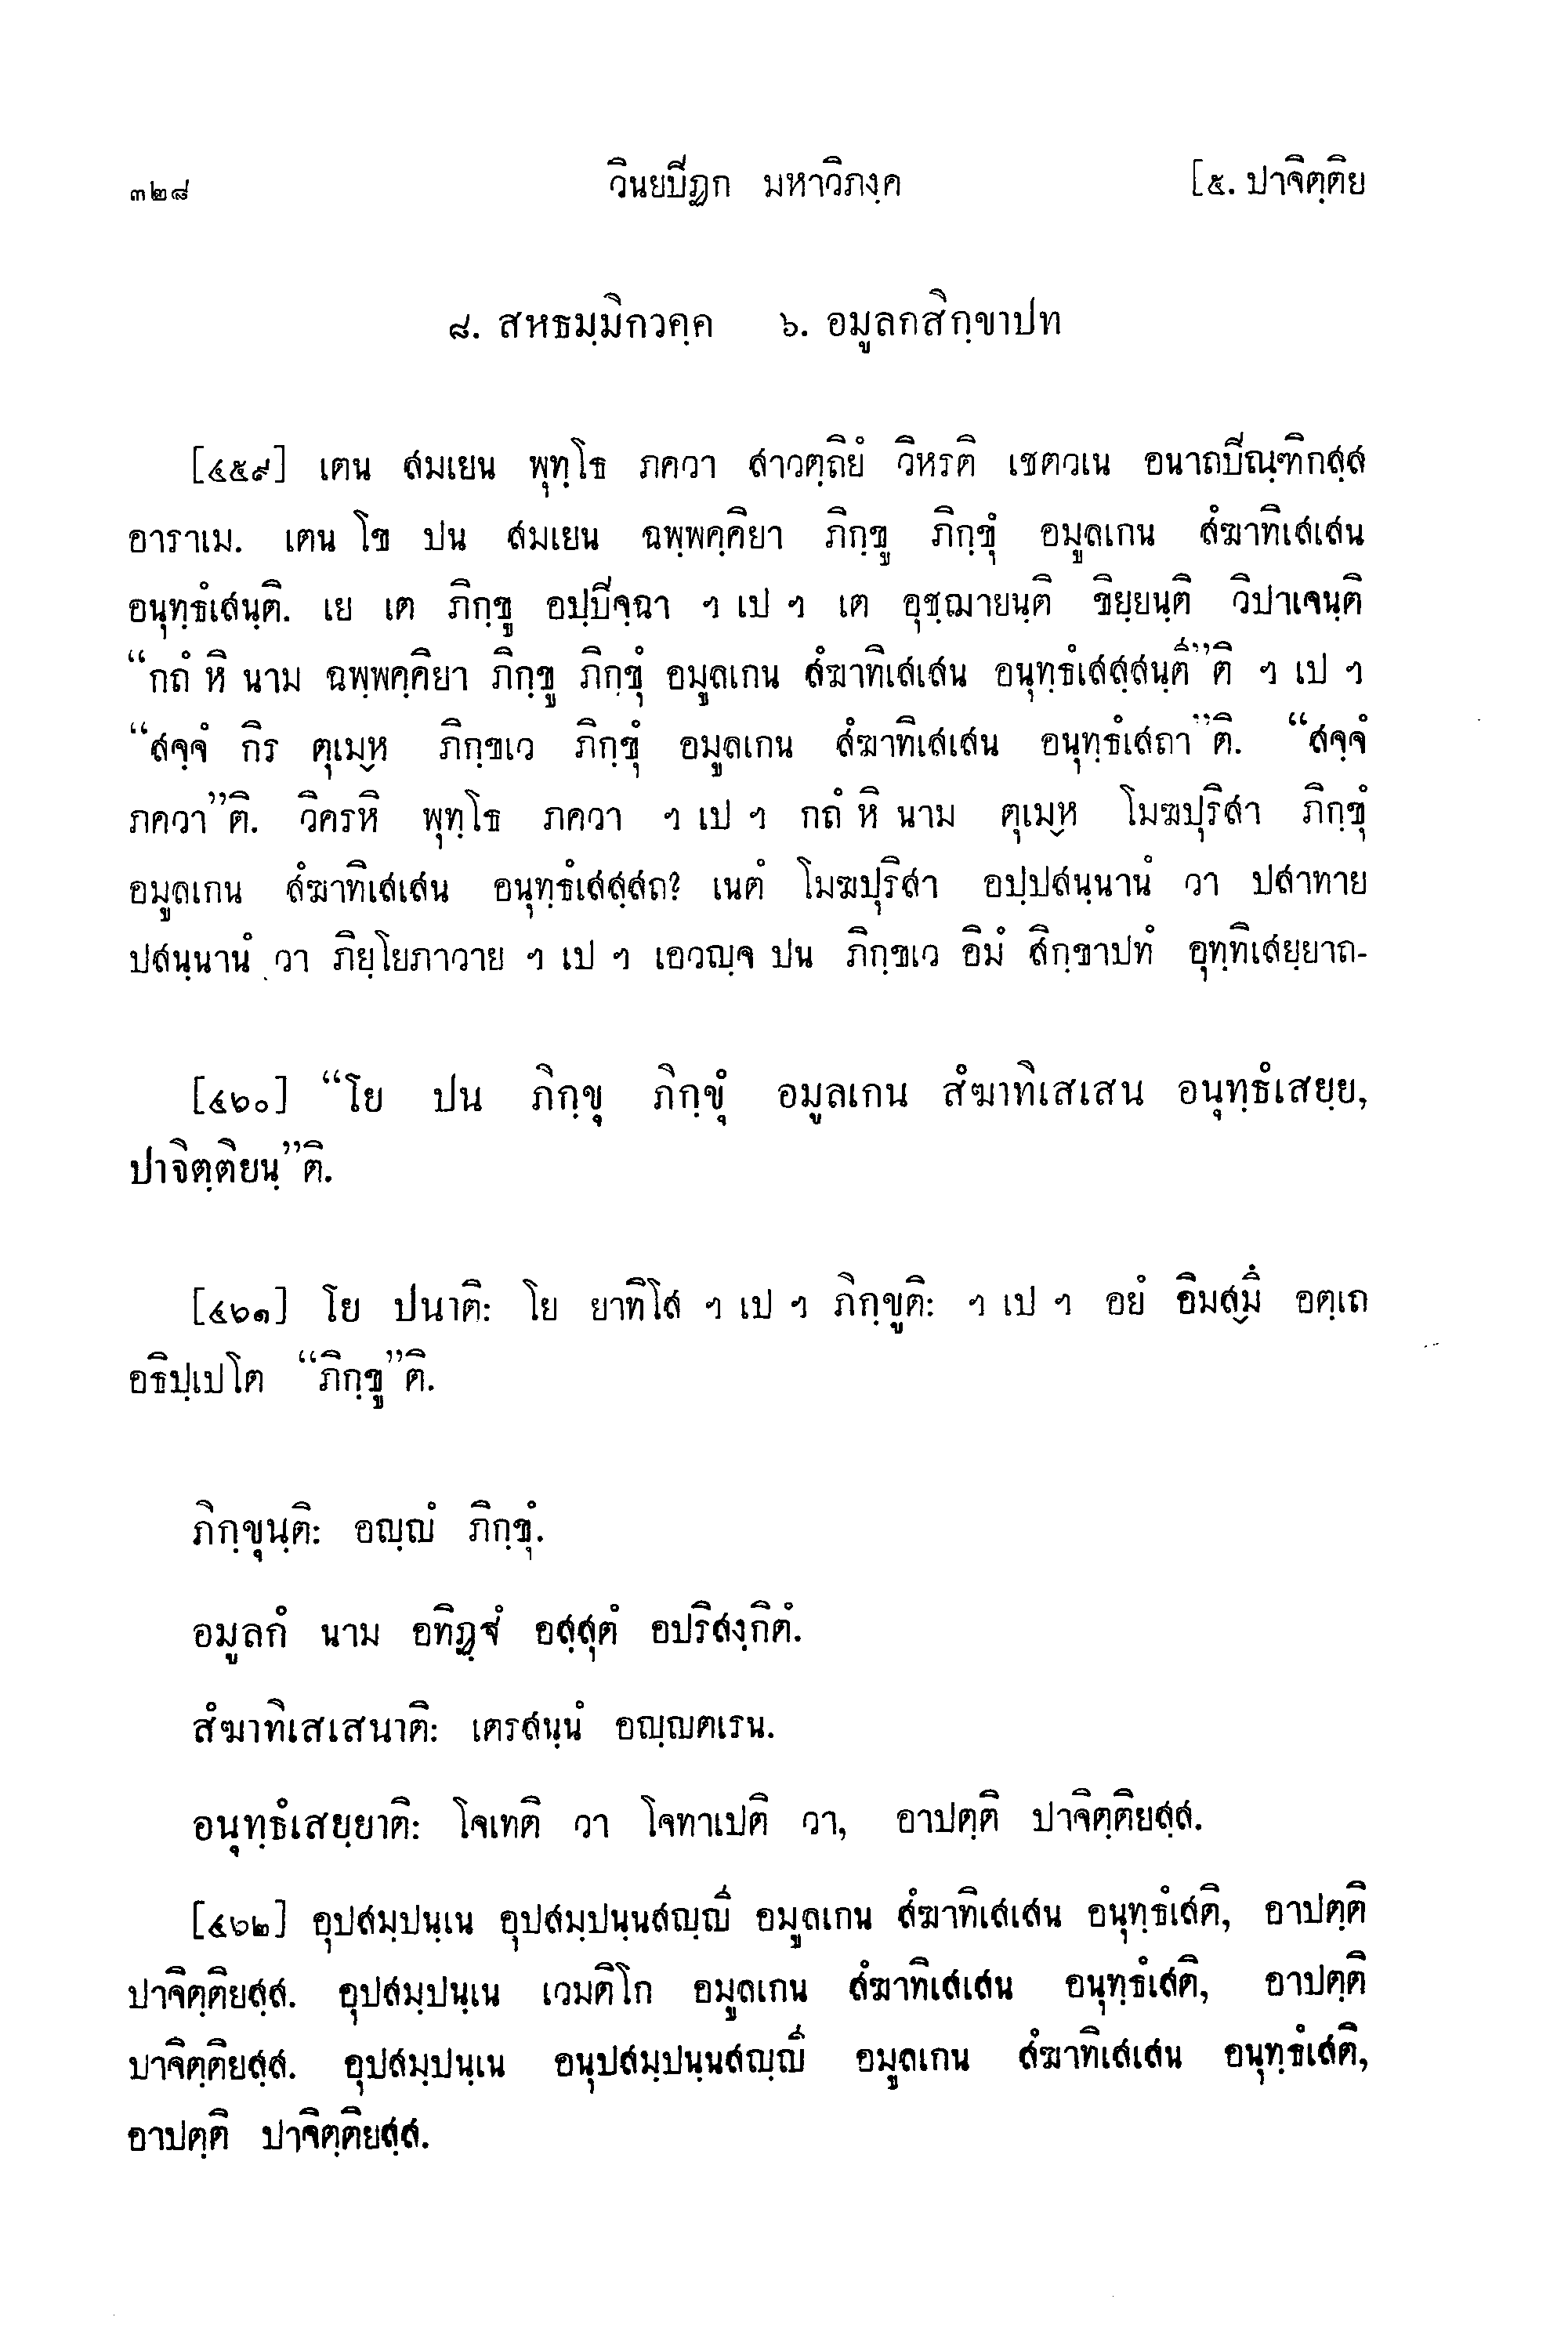 ๓๒๘ วินยปิฏก มหาวิภงฺค [๕. ปาจิตฺติย
๘. สหธมฺมิกวคฺค ๖. อมูลกสิกฺขาปท
[๔๕๙] เตน สมเยน พุทฺโธ ภควา สาวตฺถิยํ วิหรติ เชตวเน อนาถปิณฺฑิกสฺส
อาราเม. เตน โข ปน สมเยน ฉพฺพคฺคิยา ภิกฺขู ภิกฺขุํ อมูลเกน สํฆาทิเสเสน
อนุทฺธํเสนฺติ. เย เต ภิกฺขู อปฺปิจฺฉา ฯ เป ฯ เต อุชฺฌายนฺติ ขิยฺยนฺติ วิปาเจนฺติ
“กถํ หิ นาม ฉพฺพคฺคิยา ภิกฺขู ภิกฺขุํ อมูลเกน สํฆาทิเสเสน อนุทฺธํเสสฺสนฺตี”ติ ฯ เป ฯ
“สจฺจํ กิร ตุเมฺห ภิกฺขเว ภิกฺขุํ อมูลเกน สํฆาทิเสเสน อนุทฺธํเสถา”ติ. “สจฺจํ
ภควา”ติ. วิครหิ พุทฺโธ ภควา ฯ เป ฯ กถํ หิ นาม ตุเมฺห โมฆปุริสา ภิกฺขุํ
อมูลเกน สํฆาทิเสเสน อนุทฺธํเสสฺสถ? เนตํ โมฆปุริสา อปฺปสนฺนานํ วา ปสาทาย
ปสนฺนานํ วา ภิยฺโยภาวาย ฯ เป ฯ เอวญฺจ ปน ภิกฺขเว อิมํ สิกฺขาปทํ อุทฺทิเสยฺยาถ-
[๔๖๐] “โย ปน ภิกฺขุ ภิกฺขุํ อมูลเกน สํฆาทิเสเสน อนุทฺธํเสยฺย,
ปาจิตฺติยนฺ”ติ.
[๔๖๑] โย ปนาติ: โย ยาทิโส ฯ เป ฯ ภิกฺขูติ: ฯ เป ฯ อยํ อิมสฺมิํ อตฺเถ
อธิปฺเปโต “ภิกฺขู”ติ.
ภิกฺขุนฺติ: อญฺญํ ภิกฺขุํ.
อมูลกํ นาม อทิฏฺฐํ อสฺสุตํ อปริสงฺกิตํ.
สํฆาทิเสเสนาติ: เตรสนฺนํ อญฺญตเรน.
อนุทฺธํเสยฺยาติ: โจเทติ วา โจทาเปติ วา, อาปตฺติ ปาจิตฺติยสฺส.
[๔๖๒] อุปสมฺปนฺเน อุปสมฺปนฺนสญฺญี อมูลเกน สํฆาทิเสเสน อนุทฺธํเสติ, อาปตฺติ
ปาจิตฺติยสฺส. อุปสมฺปนฺเน เวมติโก อมูลเกน สํฆาทิเสเสน อนุทฺธํเสติ, อาปตฺติ
ปาจิตฺติยสฺส. อุปสมฺปนฺเน อนุปสมฺปนฺนสญฺญี อมูลเกน สํฆาทิเสเสน อนุทฺธํเสติ,
อาปตฺติ ปาจิตฺติยสฺส.